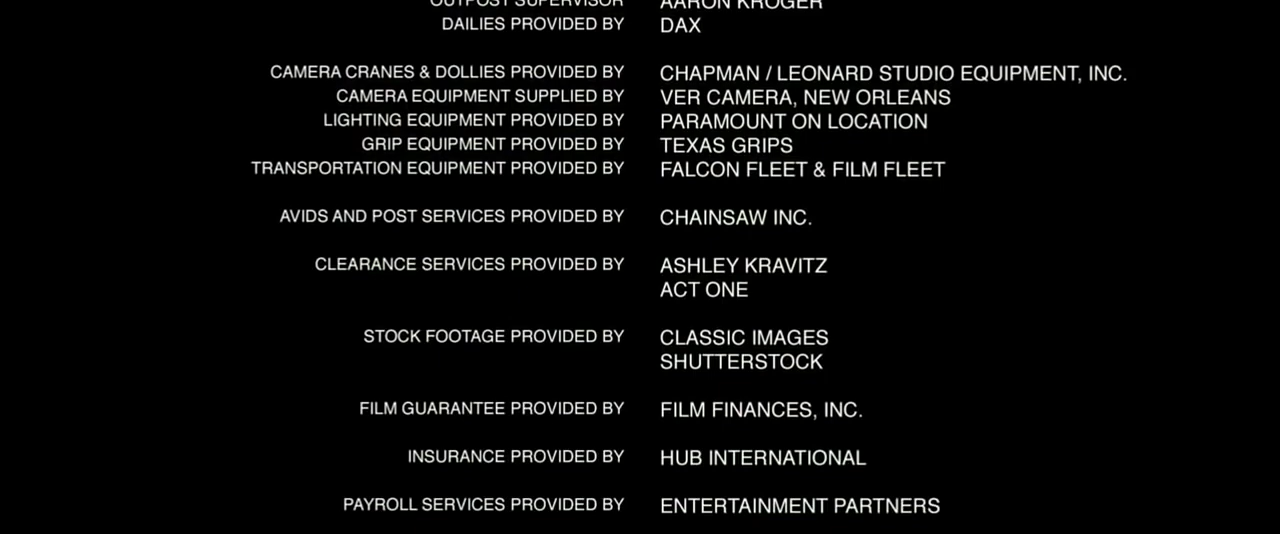 OUTPOST SUPERVISOR AARON KROGER
DAILIES PROVIDED BY DAX
CAMERA CRANES & DOLLIES PROVIDED BY CHAPMAN / LEONARD STUDIO EQUIPMENT, INC.
CAMERA EQUIPMENT SUPPLIED BY VER CAMERA, NEW ORLEANS
LIGHTING EQUIPMENT PROVIDED BY PARAMOUNT ON LOCATION
GRIP EQUIPMENT PROVIDED BY TEXAS GRIPS
TRANSPORTATION EQUIPMENT PROVIDED BY FALCON FLEET & FILM FLEET
AVIDS AND POST SERVICES PROVIDED BY CHAINSAW INC.
CLEARANCE SERVICES PROVIDED BY ASHLEY KRAVITZ
ACT ONE
STOCK FOOTAGE PROVIDED BY CLASSIC IMAGES
SHUTTERSTOCK
FILM GUARANTEE PROVIDED BY FILM FINANCES, INC.
INSURANCE PROVIDED BY HUB INTERNATIONAL
PAYROLL SERVICES PROVIDED BY ENTERTAINMENT PARTNERS